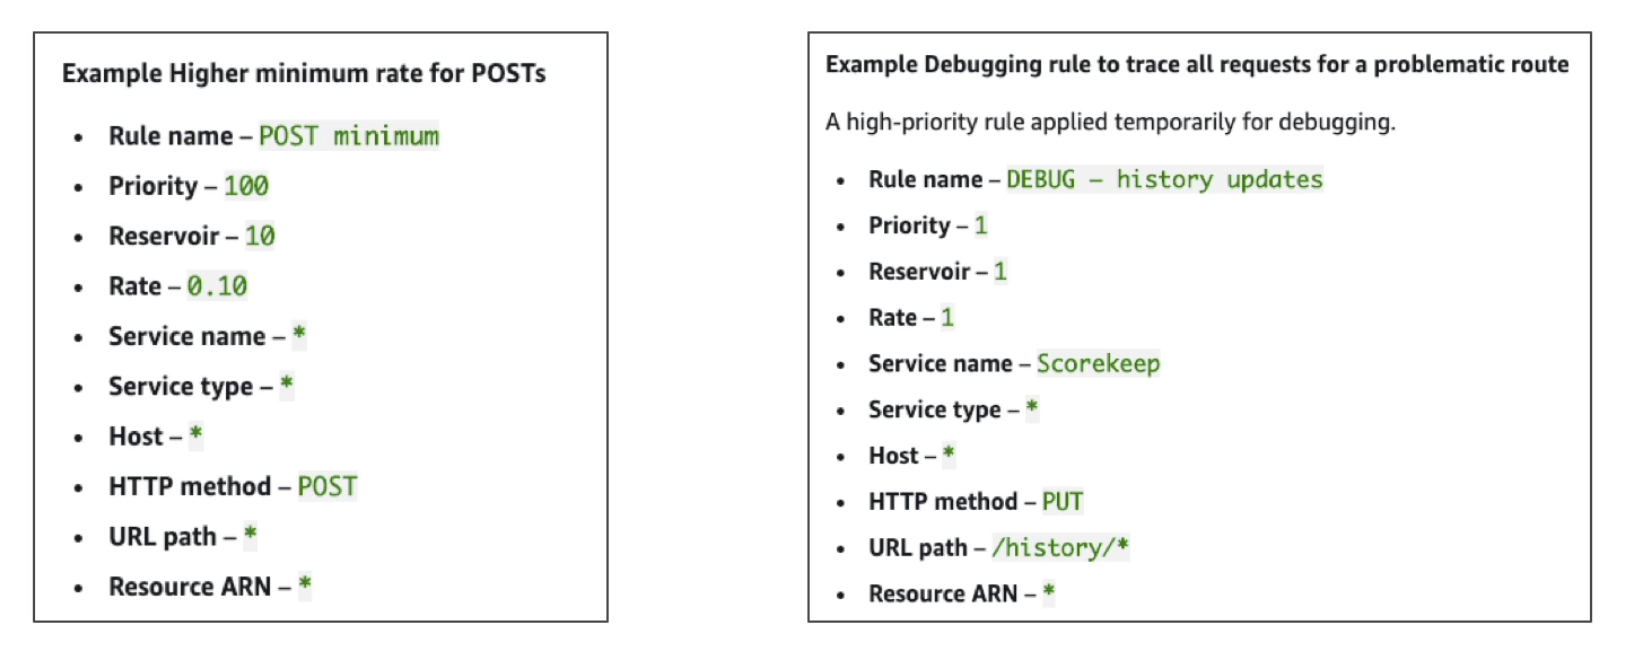 Example Higher minimum rate for POSTs
• Rule name – POST minimum
• Priority – 100
• Reservoir – 10
• Rate – 0.10
• Service name – *
• Service type – *
• Host – *
• HTTP method – POST
• URL path – *
• Resource ARN – *
Example Debugging rule to trace all requests for a problematic route
A high-priority rule applied temporarily for debugging.
• Rule name – DEBUG – history updates
• Priority – 1
• Reservoir – 1
• Rate – 1
• Service name – Scorekeep
• Service type – *
• Host – *
• HTTP method – PUT
• URL path – /history/*
• Resource ARN – *